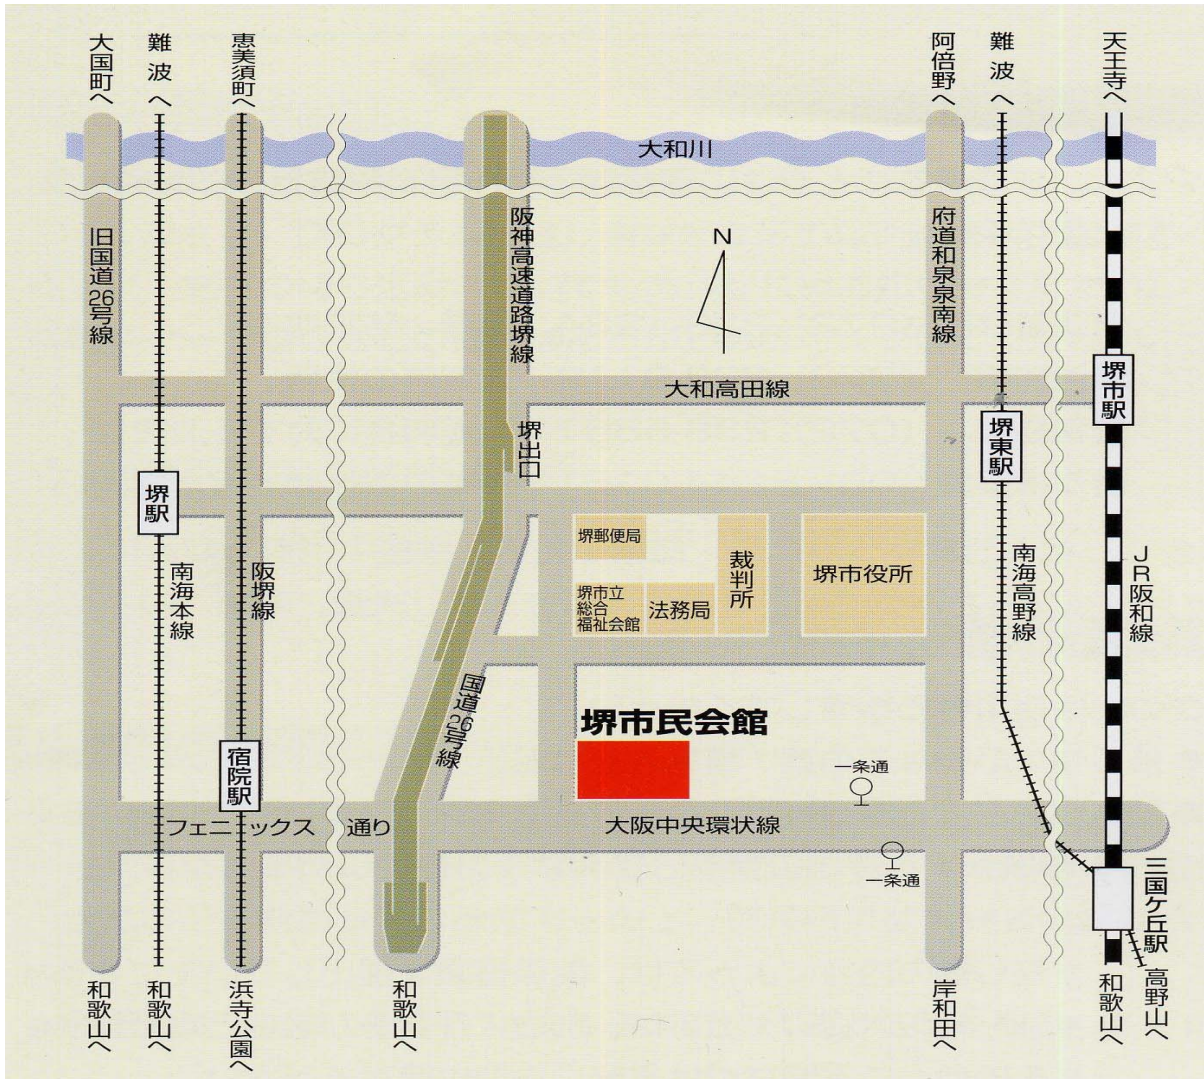 大国町へ
難波へ
恵美須町へ
阿倍野へ
難波へ
天王寺へ
大和川
旧国道26号線
阪神高速道路堺線
N
府道和泉泉南線
大和高田線
堺市駅
堺東駅
堺出口
堺駅
南海本線
阪堺線
堺郵便局
裁判所
堺市役所
堺市立
総合
福祉会館
法務局
南海高野線
JR阪和線
国道26号線
堺市民会館
宿院駅
一条通
フェニックス通り
大阪中央環状線
一条通
三国ケ丘駅
和歌山へ
和歌山へ
浜寺公園へ
和歌山へ
岸和田へ
和歌山へ
高野山へ